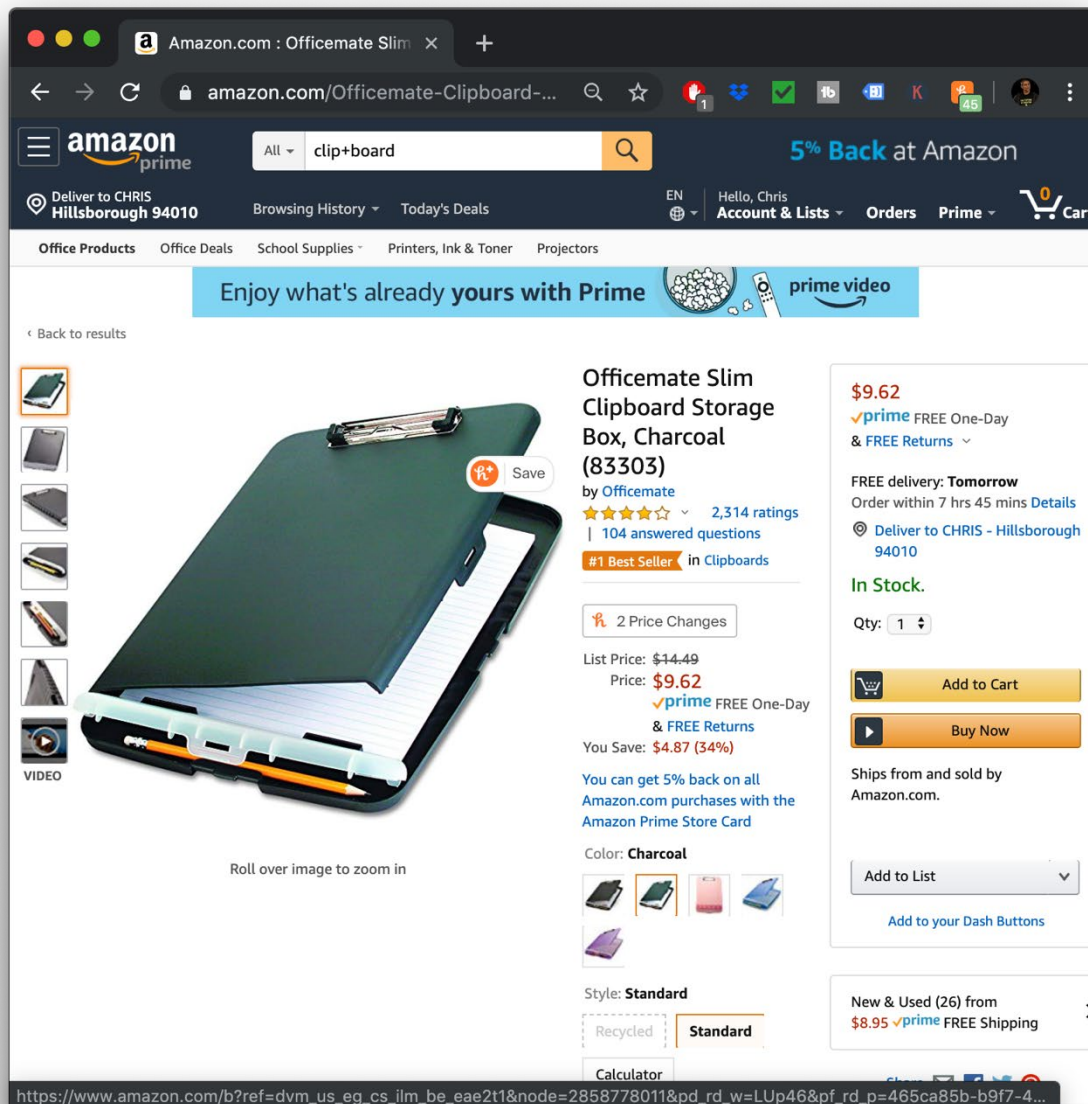 Amazon.com : Officemate Slim
amazon.com/Officemate-Clipboard-...
1
45
amazon
prime
All
clip+board
5% Back at Amazon
Deliver to CHRIS
Hillsborough 94010
Browsing History
Today's Deals
EN
Hello, Chris
Account & Lists
Orders
Prime
0
Car
Office Products
Office Deals
School Supplies
Printers, Ink & Toner
Projectors
Enjoy what's already yours with Prime
prime video
‹ Back to results
VIDEO
Save
Roll over image to zoom in
Officemate Slim
Clipboard Storage
Box, Charcoal
(83303)
by Officemate
2,314 ratings
| 104 answered questions
#1 Best Seller in Clipboards
2 Price Changes
List Price: $14.49
Price: $9.62
prime FREE One-Day
& FREE Returns
You Save: $4.87 (34%)
You can get 5% back on all
Amazon.com purchases with the
Amazon Prime Store Card
Color: Charcoal
Style: Standard
Recycled
Standard
Calculator
$9.62
prime FREE One-Day
& FREE Returns
FREE delivery: Tomorrow
Order within 7 hrs 45 mins Details
Deliver to CHRIS - Hillsborough
94010
In Stock.
Qty: 1
Add to Cart
Buy Now
Ships from and sold by
Amazon.com.
Add to List
Add to your Dash Buttons
New & Used (26) from
$8.95 prime FREE Shipping
Share
https://www.amazon.com/b?ref=dvm_us_eg_cs_ilm_be_eae2t1&node=2858778011&pd_rd_w=LUp46&pf_rd_p=465ca85b-b9f7-4...